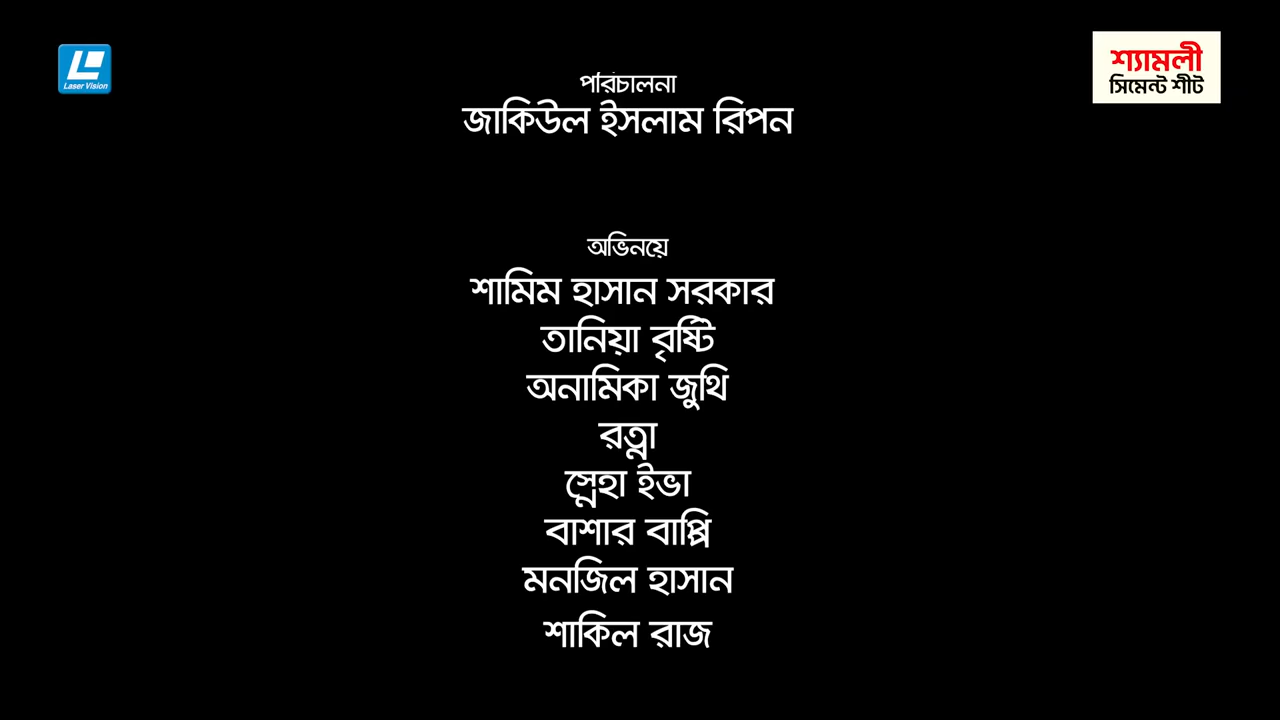 Laser Vision
শ্যামলী
সিমেন্ট শীট
পরিচালনা
জাকিউল ইসলাম রিপন
অভিনয়ে
শামিম হাসান সরকার
তানিয়া বৃষ্টি
অনামিকা জুথি
রত্না
স্নেহা ইভা
বাশার বাপ্পি
মনজিল হাসান
শাকিল রাজ